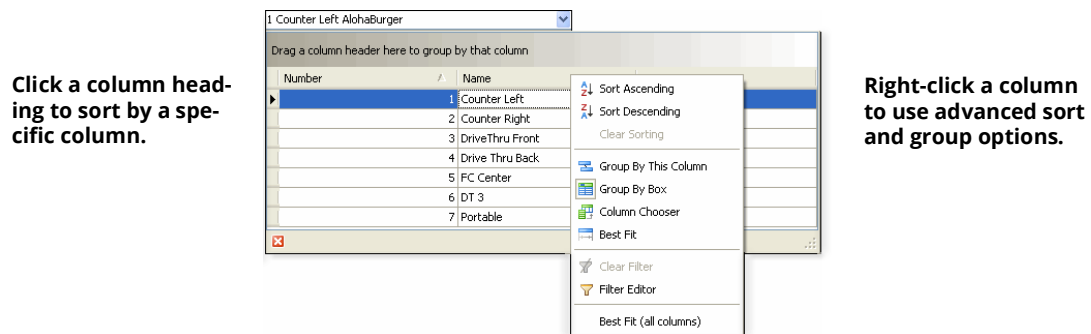 1 Counter Left AlohaBurger
Drag a column header here to group by that column
Click a column head-
ing to sort by a spe-
cific column.
Number Name
1 Counter Left
2 Counter Right
3 DriveThru Front
4 Drive Thru Back
5 FC Center
6 DT 3
7 Portable
Sort Ascending
Sort Descending
Clear Sorting
Group By This Column
Group By Box
Column Chooser
Best Fit
Clear Filter
Filter Editor
Best Fit (all columns)
Right-click a column
to use advanced sort
and group options.